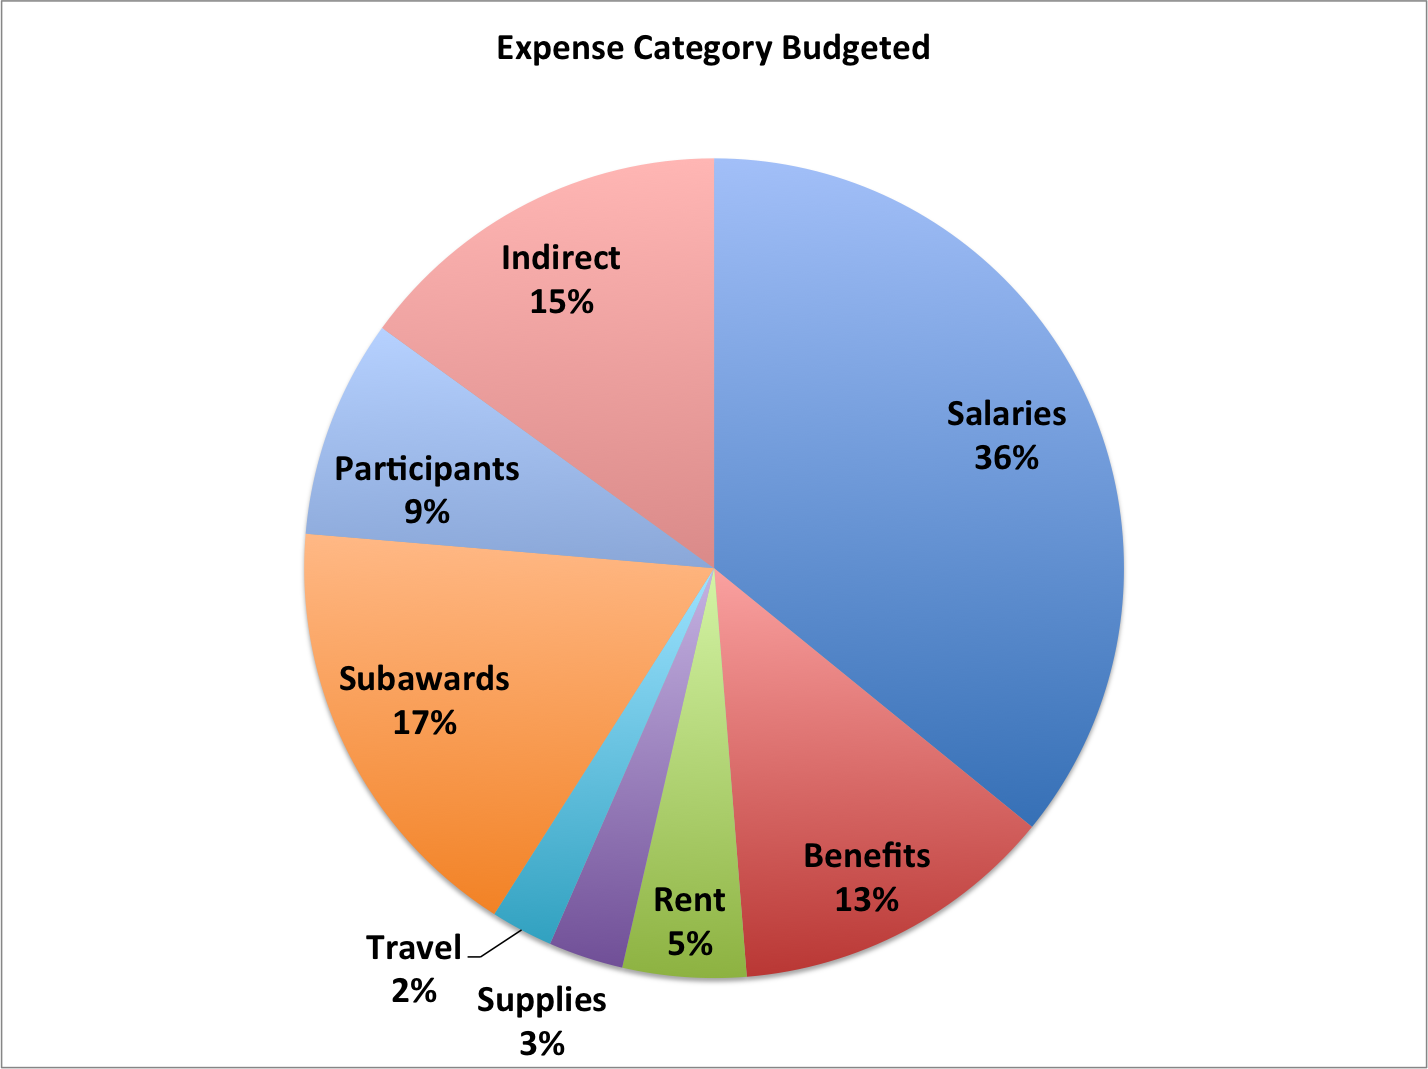 Expense Category Budgeted
Indirect
15%
Salaries
36%
Participants
9%
Subawards
17%
Benefits
13%
Rent
5%
Travel
2%
Supplies
3%